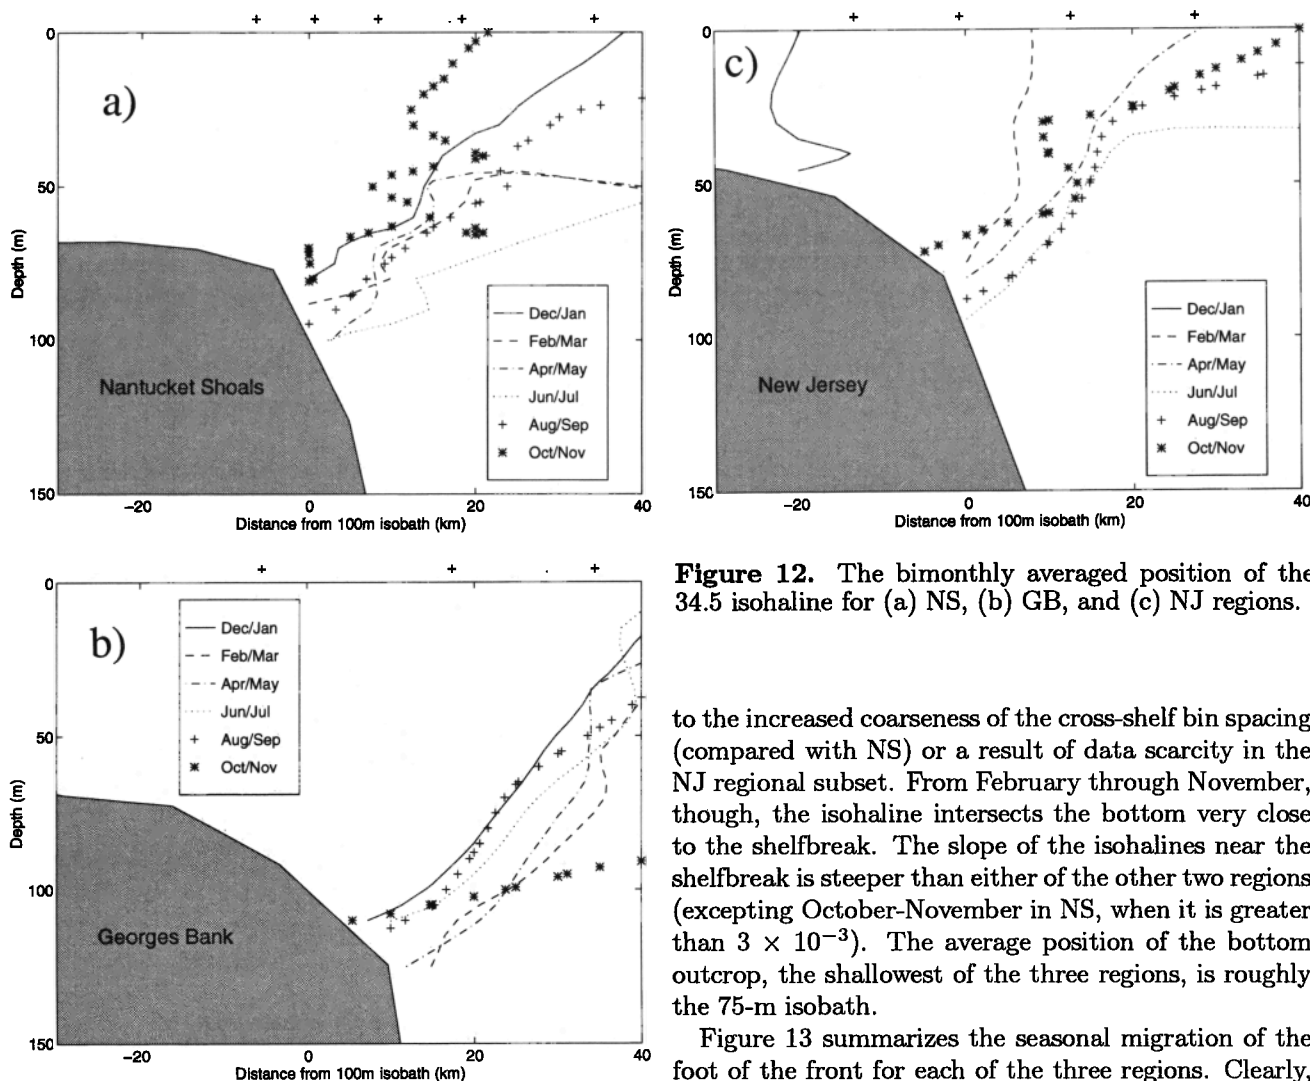 a)
0
50
100
150
Depth (m)
-20
0
20
40
Distance from 100m isobath (km)
Nantucket Shoals
Dec/Jan
Feb/Mar
Apr/May
Jun/Jul
Aug/Sep
Oct/Nov
c)
0
50
100
150
Depth (m)
-20
0
20
40
Distance from 100m isobath (km)
New Jersey
Dec/Jan
Feb/Mar
Apr/May
Jun/Jul
Aug/Sep
Oct/Nov
b)
0
50
100
150
Depth (m)
-20
0
20
40
Distance from 100m isobath (km)
Georges Bank
Dec/Jan
Feb/Mar
Apr/May
Jun/Jul
Aug/Sep
Oct/Nov
Figure 12. The bimonthly averaged position of the
34.5 isohaline for (a) NS, (b) GB, and (c) NJ regions.
to the increased coarseness of the cross-shelf bin spacing
(compared with NS) or a result of data scarcity in the
NJ regional subset. From February through November,
though, the isohaline intersects the bottom very close
to the shelfbreak. The slope of the isohalines near the
shelfbreak is steeper than either of the other two regions
(excepting October-November in NS, when it is greater
than 3 × 10⁻³). The average position of the bottom
outcrop, the shallowest of the three regions, is roughly
the 75-m isobath.
Figure 13 summarizes the seasonal migration of the
foot of the front for each of the three regions. Clearly,